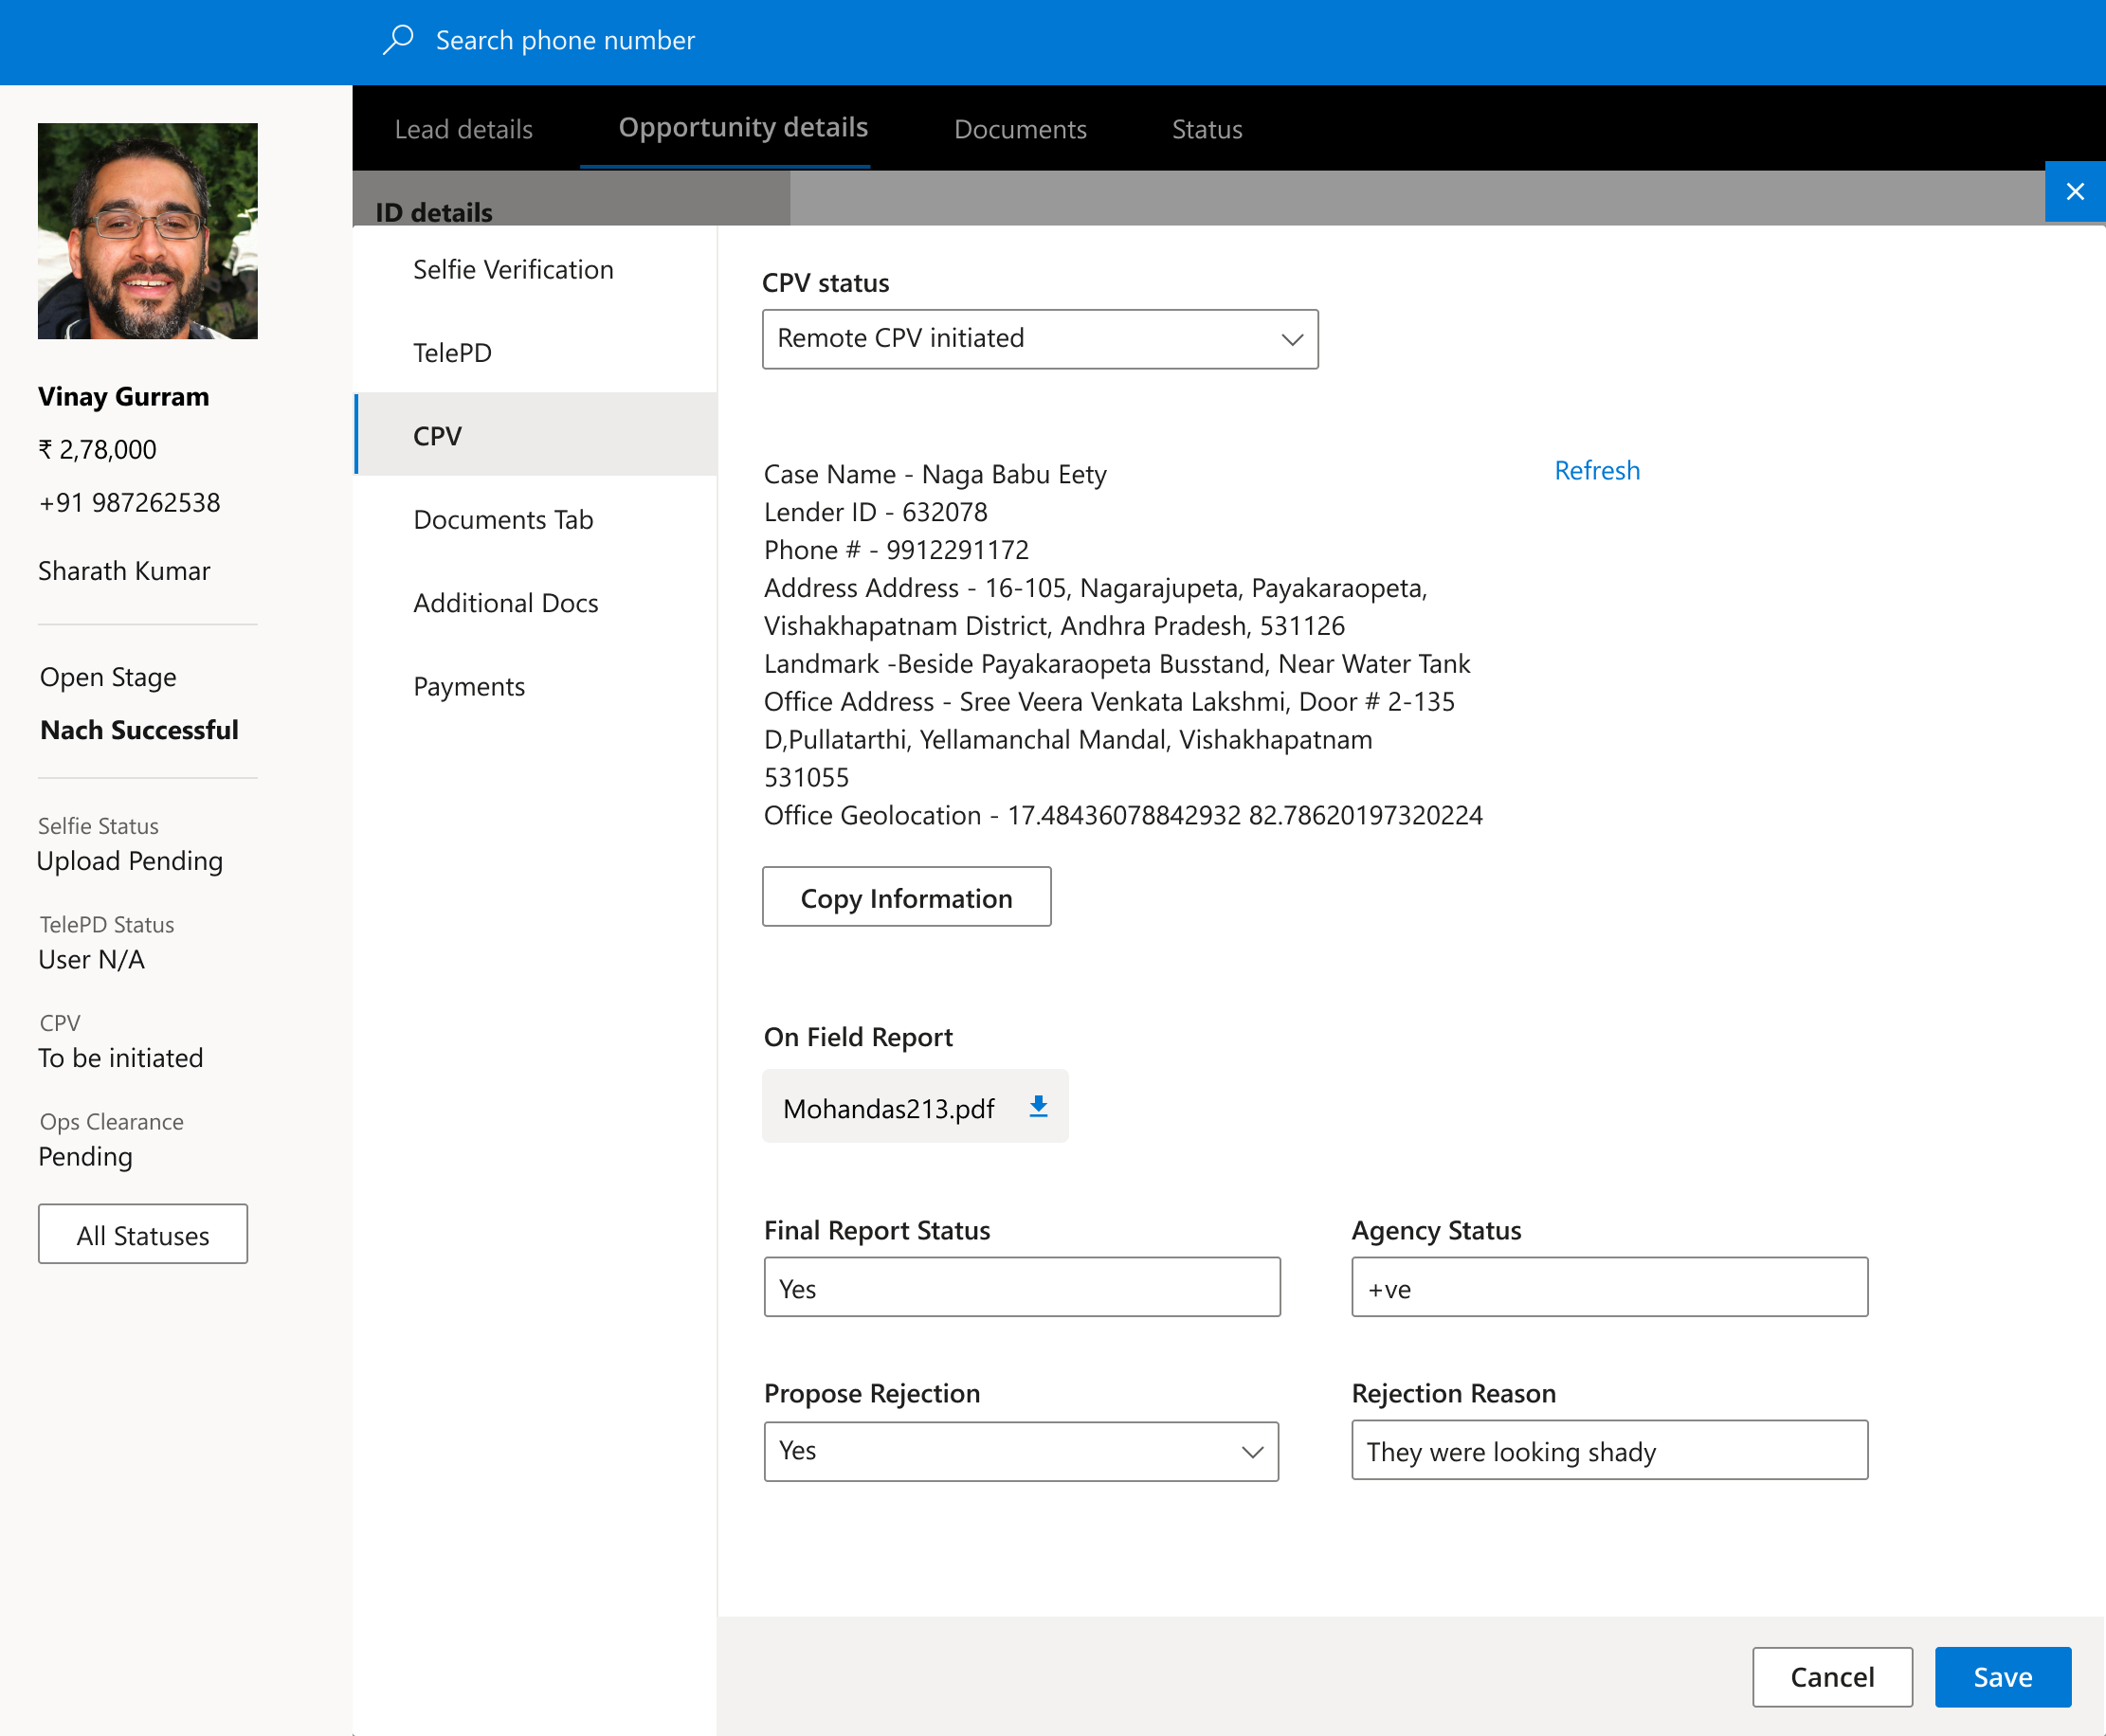 Search phone number
Lead details
Opportunity details
Documents
Status
ID details
Vinay Gurram
₹ 2,78,000
+91 987262538
Sharath Kumar
Open Stage
Nach Successful
Selfie Status
Upload Pending
TelePD Status
User N/A
CPV
To be initiated
Ops Clearance
Pending
All Statuses
Selfie Verification
TelePD
CPV
Documents Tab
Additional Docs
Payments
CPV status
Remote CPV initiated
Case Name - Naga Babu Eety
Refresh
Lender ID - 632078
Phone # - 9912291172
Address Address - 16-105, Nagarajupeta, Payakaraopeta,
Vishakhapatnam District, Andhra Pradesh, 531126
Landmark -Beside Payakaraopeta Busstand, Near Water Tank
Office Address - Sree Veera Venkata Lakshmi, Door # 2-135
D,Pullatarthi, Yellamanchal Mandal, Vishakhapatnam
531055
Office Geolocation - 17.48436078842932 82.78620197320224
Copy Information
On Field Report
Mohandas213.pdf
Final Report Status
Yes
Agency Status
+ve
Propose Rejection
Yes
Rejection Reason
They were looking shady
Cancel
Save